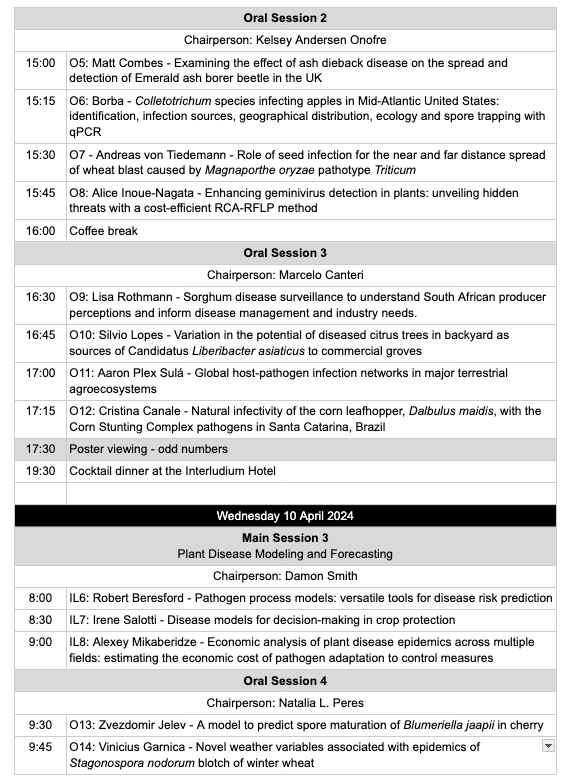 Oral Session 2
Chairperson: Kelsey Andersen Onofre
15:00 O5: Matt Combes - Examining the effect of ash dieback disease on the spread and
detection of Emerald ash borer beetle in the UK
15:15 O6: Borba - Colletotrichum species infecting apples in Mid-Atlantic United States:
identification, infection sources, geographical distribution, ecology and spore trapping with
qPCR
15:30 O7 - Andreas von Tiedemann - Role of seed infection for the near and far distance spread
of wheat blast caused by Magnaporthe oryzae pathotype Triticum
15:45 O8: Alice Inoue-Nagata - Enhancing geminivirus detection in plants: unveiling hidden
threats with a cost-efficient RCA-RFLP method
16:00 Coffee break
Oral Session 3
Chairperson: Marcelo Canteri
16:30 O9: Lisa Rothmann - Sorghum disease surveillance to understand South African producer
perceptions and inform disease management and industry needs.
16:45 O10: Silvio Lopes - Variation in the potential of diseased citrus trees in backyard as
sources of Candidatus Liberibacter asiaticus to commercial groves
17:00 O11: Aaron Plex Sulá - Global host-pathogen infection networks in major terrestrial
agroecosystems
17:15 O12: Cristina Canale - Natural infectivity of the corn leafhopper, Dalbulus maidis, with the
Corn Stunting Complex pathogens in Santa Catarina, Brazil
17:30 Poster viewing - odd numbers
19:30 Cocktail dinner at the Interludium Hotel
Wednesday 10 April 2024
Main Session 3
Plant Disease Modeling and Forecasting
Chairperson: Damon Smith
8:00 IL6: Robert Beresford - Pathogen process models: versatile tools for disease risk prediction
8:30 IL7: Irene Salotti - Disease models for decision-making in crop protection
9:00 IL8: Alexey Mikaberidze - Economic analysis of plant disease epidemics across multiple
fields: estimating the economic cost of pathogen adaptation to control measures
Oral Session 4
Chairperson: Natalia L. Peres
9:30 O13: Zvezdomir Jelev - A model to predict spore maturation of Blumeriella jaapii in cherry
9:45 O14: Vinicius Garnica - Novel weather variables associated with epidemics of
Stagonospora nodorum blotch of winter wheat